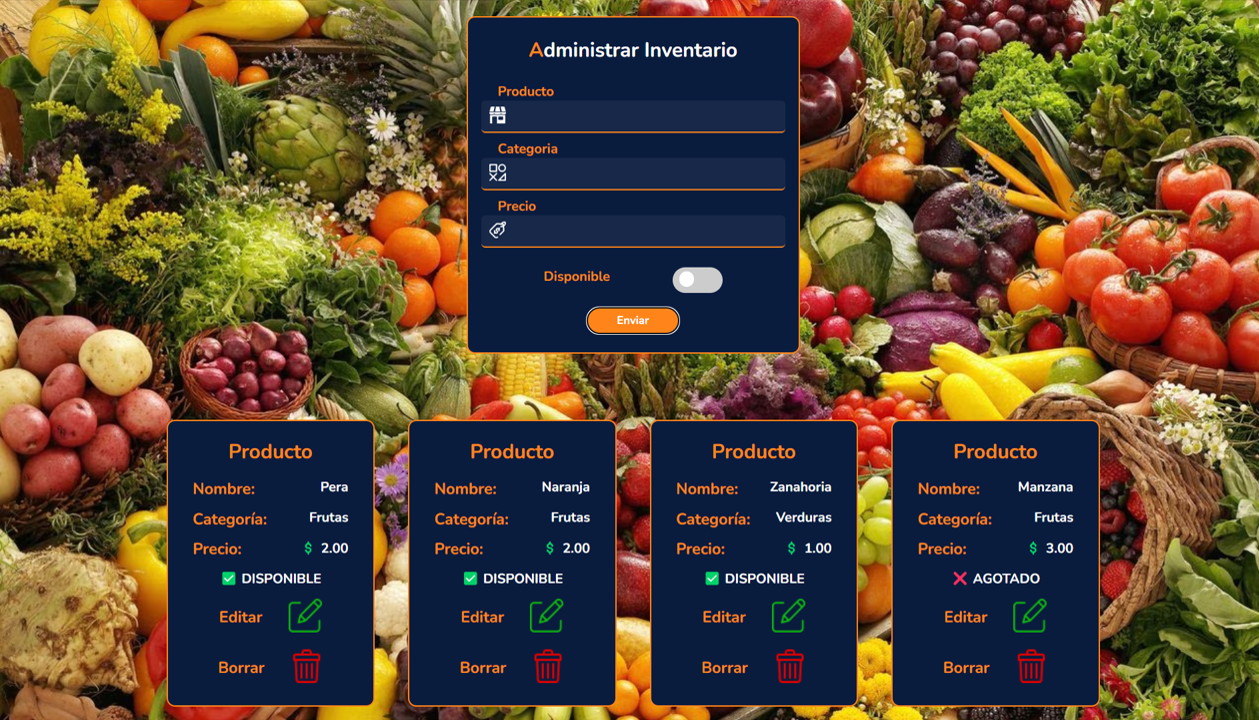 Administrar Inventario
Producto
Categoria
Precio
Disponible
Enviar
Producto
Nombre: Pera
Categoría: Frutas
Precio: $ 2.00
✅ DISPONIBLE
Editar
Borrar
Producto
Nombre: Naranja
Categoría: Frutas
Precio: $ 2.00
✅ DISPONIBLE
Editar
Borrar
Producto
Nombre: Zanahoria
Categoría: Verduras
Precio: $ 1.00
✅ DISPONIBLE
Editar
Borrar
Producto
Nombre: Manzana
Categoría: Frutas
Precio: $ 3.00
❌ AGOTADO
Editar
Borrar